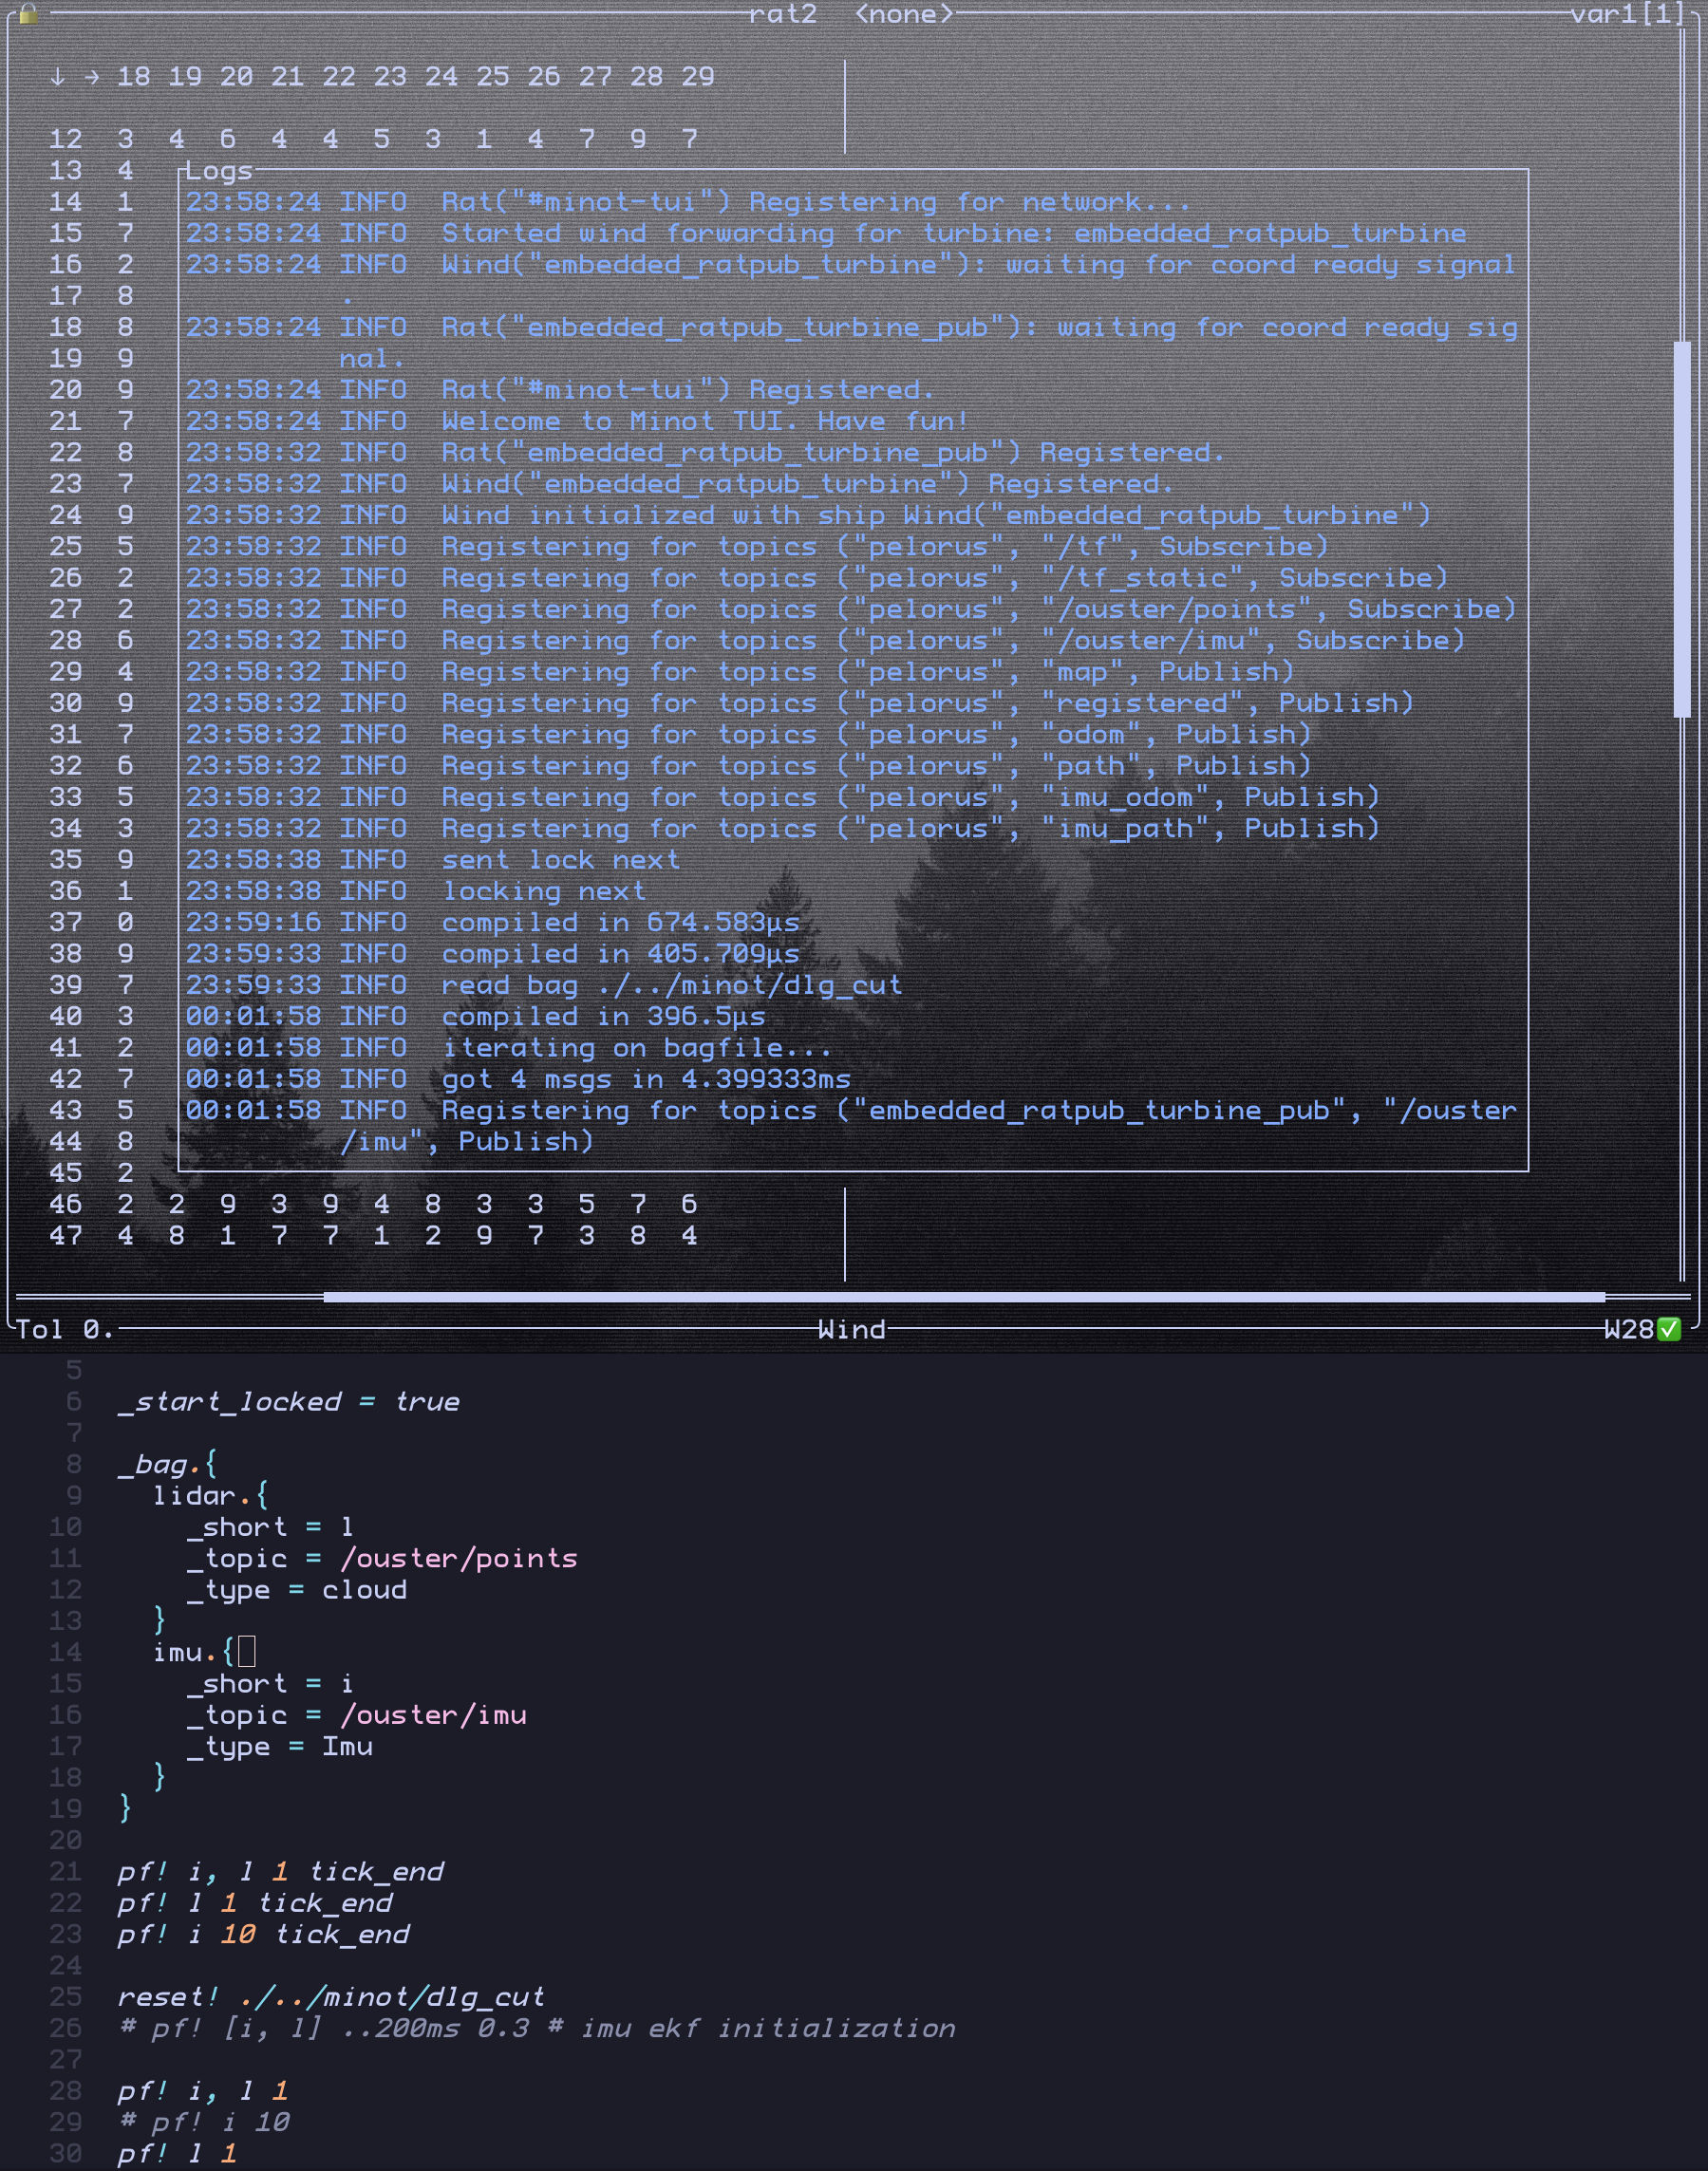 🔒 rat2 <none> var1[1]
↓ → 18 19 20 21 22 23 24 25 26 27 28 29
12 3 4 6 4 4 5 3 1 4 7 9 7
13 4 Logs
14 1 23:58:24 INFO Rat("#minot-tui") Registering for network...
15 7 23:58:24 INFO Started wind forwarding for turbine: embedded_ratpub_turbine
16 2 23:58:24 INFO Wind("embedded_ratpub_turbine"): waiting for coord ready signal
17 8 .
18 8 23:58:24 INFO Rat("embedded_ratpub_turbine_pub"): waiting for coord ready sig
19 9 nal.
20 9 23:58:24 INFO Rat("#minot-tui") Registered.
21 7 23:58:24 INFO Welcome to Minot TUI. Have fun!
22 8 23:58:32 INFO Rat("embedded_ratpub_turbine_pub") Registered.
23 7 23:58:32 INFO Wind("embedded_ratpub_turbine") Registered.
24 9 23:58:32 INFO Wind initialized with ship Wind("embedded_ratpub_turbine")
25 5 23:58:32 INFO Registering for topics ("pelorus", "/tf", Subscribe)
26 2 23:58:32 INFO Registering for topics ("pelorus", "/tf_static", Subscribe)
27 2 23:58:32 INFO Registering for topics ("pelorus", "/ouster/points", Subscribe)
28 6 23:58:32 INFO Registering for topics ("pelorus", "/ouster/imu", Subscribe)
29 4 23:58:32 INFO Registering for topics ("pelorus", "map", Publish)
30 9 23:58:32 INFO Registering for topics ("pelorus", "registered", Publish)
31 7 23:58:32 INFO Registering for topics ("pelorus", "odom", Publish)
32 6 23:58:32 INFO Registering for topics ("pelorus", "path", Publish)
33 5 23:58:32 INFO Registering for topics ("pelorus", "imu_odom", Publish)
34 3 23:58:32 INFO Registering for topics ("pelorus", "imu_path", Publish)
35 9 23:58:38 INFO sent lock next
36 1 23:58:38 INFO locking next
37 0 23:59:16 INFO compiled in 674.583µs
38 9 23:59:33 INFO compiled in 405.709µs
39 7 23:59:33 INFO read bag ./../minot/dlg_cut
40 3 00:01:58 INFO compiled in 396.5µs
41 2 00:01:58 INFO iterating on bagfile...
42 7 00:01:58 INFO got 4 msgs in 4.399333ms
43 5 00:01:58 INFO Registering for topics ("embedded_ratpub_turbine_pub", "/ouster
44 8 /imu", Publish)
45 2
46 2 2 9 3 9 4 8 3 3 5 7 6
47 4 8 1 7 7 1 2 9 7 3 8 4
Tol 0. Wind W28✅
5
6 _start_locked = true
7
8 _bag.{
9 lidar.{
10 _short = l
11 _topic = /ouster/points
12 _type = cloud
13 }
14 imu.{
15 _short = i
16 _topic = /ouster/imu
17 _type = Imu
18 }
19 }
20
21 pf! i, l 1 tick_end
22 pf! l 1 tick_end
23 pf! i 10 tick_end
24
25 reset! ./../minot/dlg_cut
26 # pf! [i, l] ..200ms 0.3 # imu ekf initialization
27
28 pf! i, l 1
29 # pf! i 10
30 pf! l 1